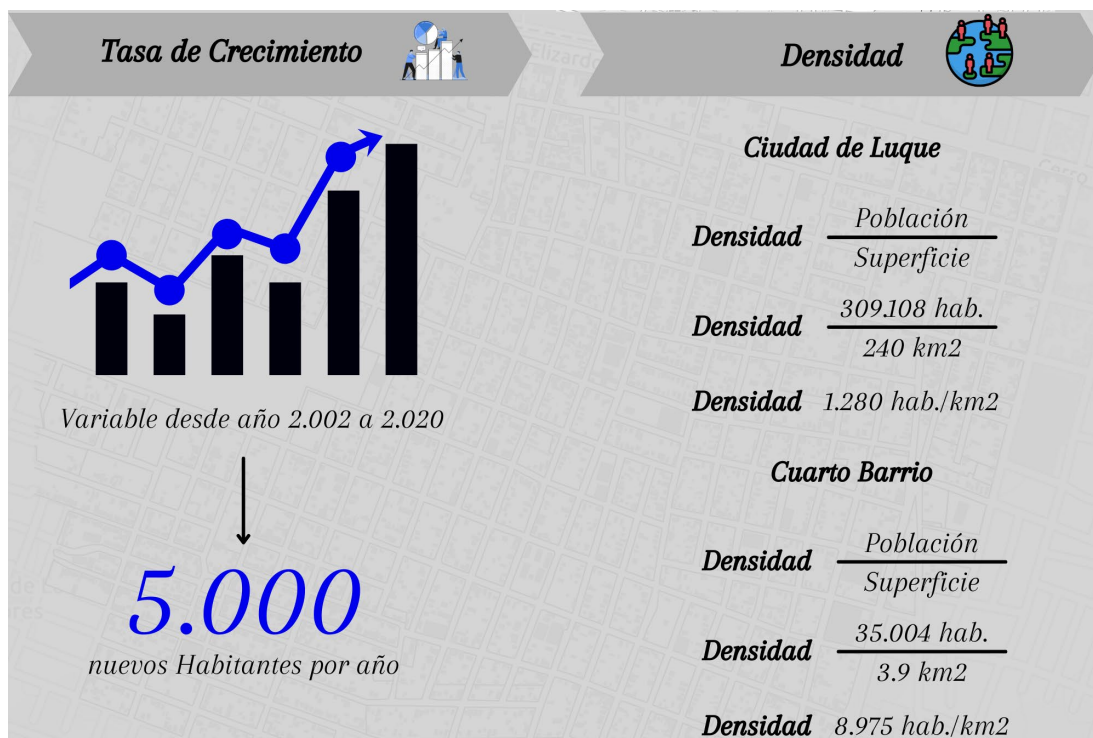 Tasa de Crecimiento
Variable desde año 2.002 a 2.020
5.000
nuevos Habitantes por año
Densidad
Ciudad de Luque
Densidad Población
Superficie
Densidad 309.108 hab.
240 km2
Densidad 1.280 hab./km2
Cuarto Barrio
Densidad Población
Superficie
Densidad 35.004 hab.
3.9 km2
Densidad 8.975 hab./km2
Elizardo